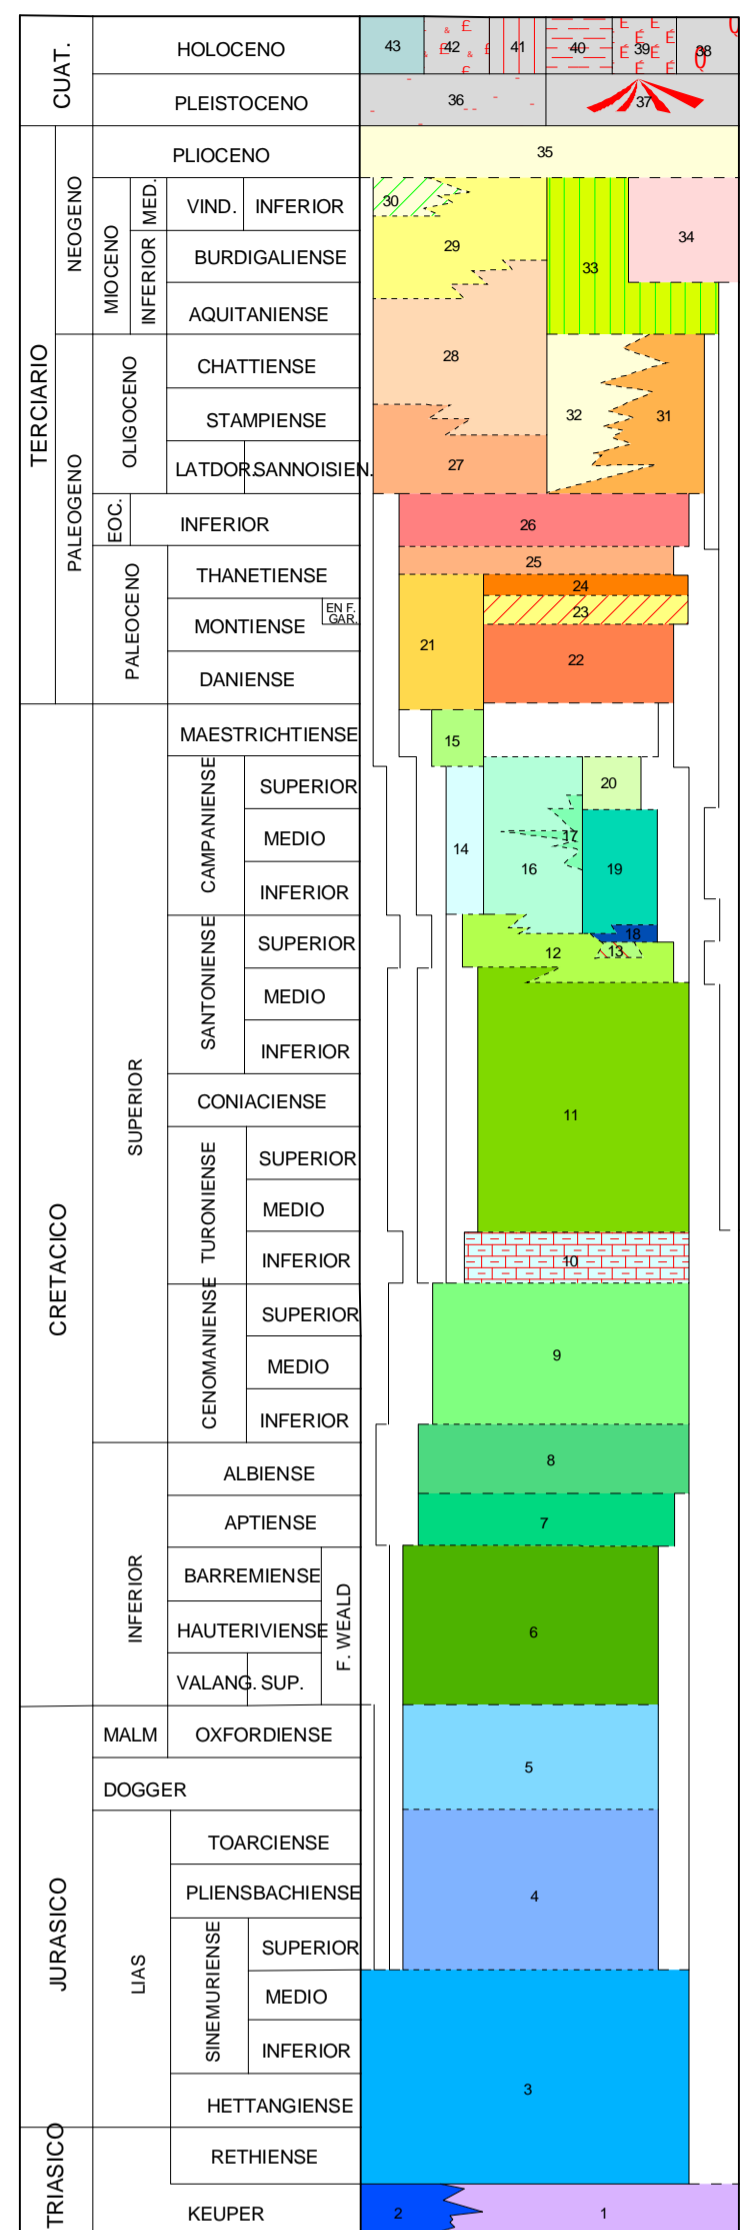 CUAT.
HOLOCENO
43 42 41 40 39 38
PLEISTOCENO
36 37
TERCIARIO
NEOGENO
PLIOCENO
35
MIOCENO
MED.
VIND. INFERIOR
30
34
INFERIOR
BURDIGALIENSE
29
33
AQUITANIENSE
PALEOGENO
OLIGOCENO
CHATTIENSE
28
STAMPIENSE
32 31
LATDOR. SANNOISIEN.
27
EOC.
INFERIOR
26
PALEOCENO
25
THANETIENSE
24
EN F.
GAR.
23
MONTIENSE
21
22
DANIENSE
CRETACICO
SUPERIOR
MAESTRICHTIENSE
15
CAMPANIENSE
SUPERIOR
20
MEDIO
17
14
16 19
INFERIOR
SANTONIENSE
SUPERIOR
18
12 13
MEDIO
INFERIOR
CONIACIENSE
11
TURONIENSE
SUPERIOR
MEDIO
INFERIOR
10
CENOMANIENSE
SUPERIOR
9
MEDIO
INFERIOR
INFERIOR
8
ALBIENSE
APTIENSE
7
BARREMIENSE
F. WEALD
HAUTERIVIENSE
6
VALANG. SUP.
JURASICO
MALM OXFORDIENSE
5
DOGGER
LIAS
TOARCIENSE
PLIENSBACHIENSE
4
SINEMURIENSE
SUPERIOR
MEDIO
INFERIOR
3
HETTANGIENSE
TRIASICO
RETHIENSE
KEUPER
2 1